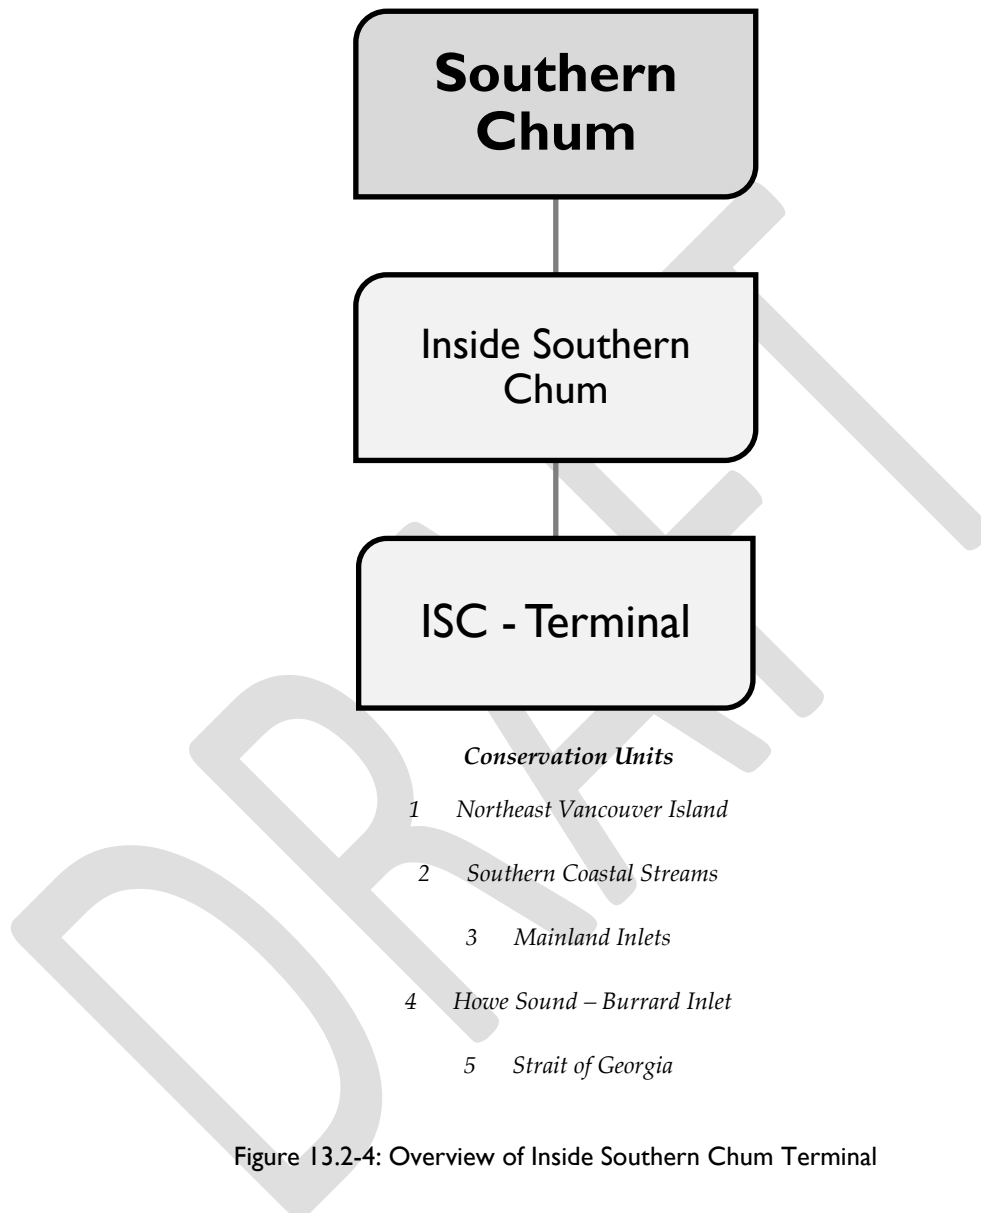 Southern
Chum
Inside Southern
Chum
ISC - Terminal
Conservation Units
1 Northeast Vancouver Island
2 Southern Coastal Streams
3 Mainland Inlets
4 Howe Sound – Burrard Inlet
5 Strait of Georgia
Figure 13.2-4: Overview of Inside Southern Chum Terminal
DRAFT